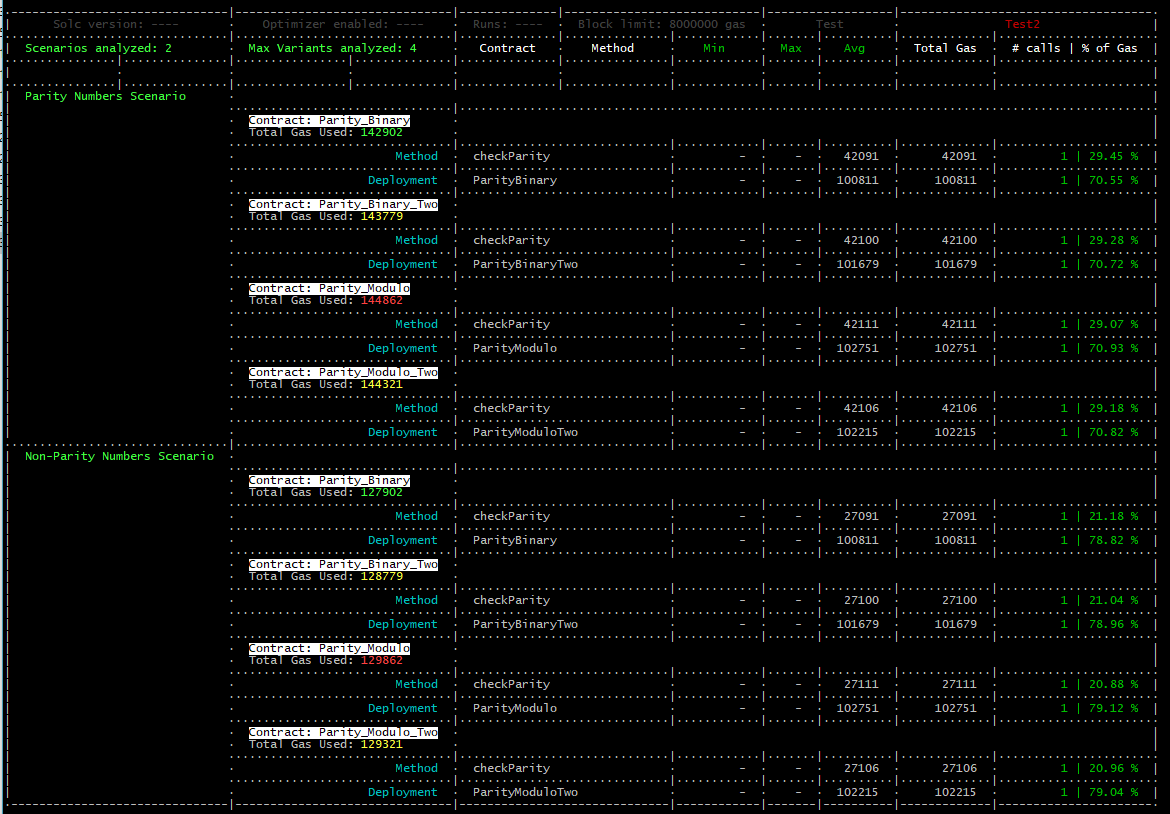 Solc version: ---- Optimizer enabled: ---- Runs: ---- Block limit: 8000000 gas Test Test2
Scenarios analyzed: 2 Max Variants analyzed: 4 Contract Method Min Max Avg Total Gas # calls | % of Gas
Parity Numbers Scenario
Contract: Parity_Binary
Total Gas Used: 142902
Method checkParity - - 42091 42091 1 | 29.45 %
Deployment ParityBinary - - 100811 100811 1 | 70.55 %
Contract: Parity_Binary_Two
Total Gas Used: 143779
Method checkParity - - 42100 42100 1 | 29.28 %
Deployment ParityBinaryTwo - - 101679 101679 1 | 70.72 %
Contract: Parity_Modulo
Total Gas Used: 144862
Method checkParity - - 42111 42111 1 | 29.07 %
Deployment ParityModulo - - 102751 102751 1 | 70.93 %
Contract: Parity_Modulo_Two
Total Gas Used: 144321
Method checkParity - - 42106 42106 1 | 29.18 %
Deployment ParityModuloTwo - - 102215 102215 1 | 70.82 %
Non-Parity Numbers Scenario
Contract: Parity_Binary
Total Gas Used: 127902
Method checkParity - - 27091 27091 1 | 21.18 %
Deployment ParityBinary - - 100811 100811 1 | 78.82 %
Contract: Parity_Binary_Two
Total Gas Used: 128779
Method checkParity - - 27100 27100 1 | 21.04 %
Deployment ParityBinaryTwo - - 101679 101679 1 | 78.96 %
Contract: Parity_Modulo
Total Gas Used: 129862
Method checkParity - - 27111 27111 1 | 20.88 %
Deployment ParityModulo - - 102751 102751 1 | 79.12 %
Contract: Parity_Modulo_Two
Total Gas Used: 129321
Method checkParity - - 27106 27106 1 | 20.96 %
Deployment ParityModuloTwo - - 102215 102215 1 | 79.04 %